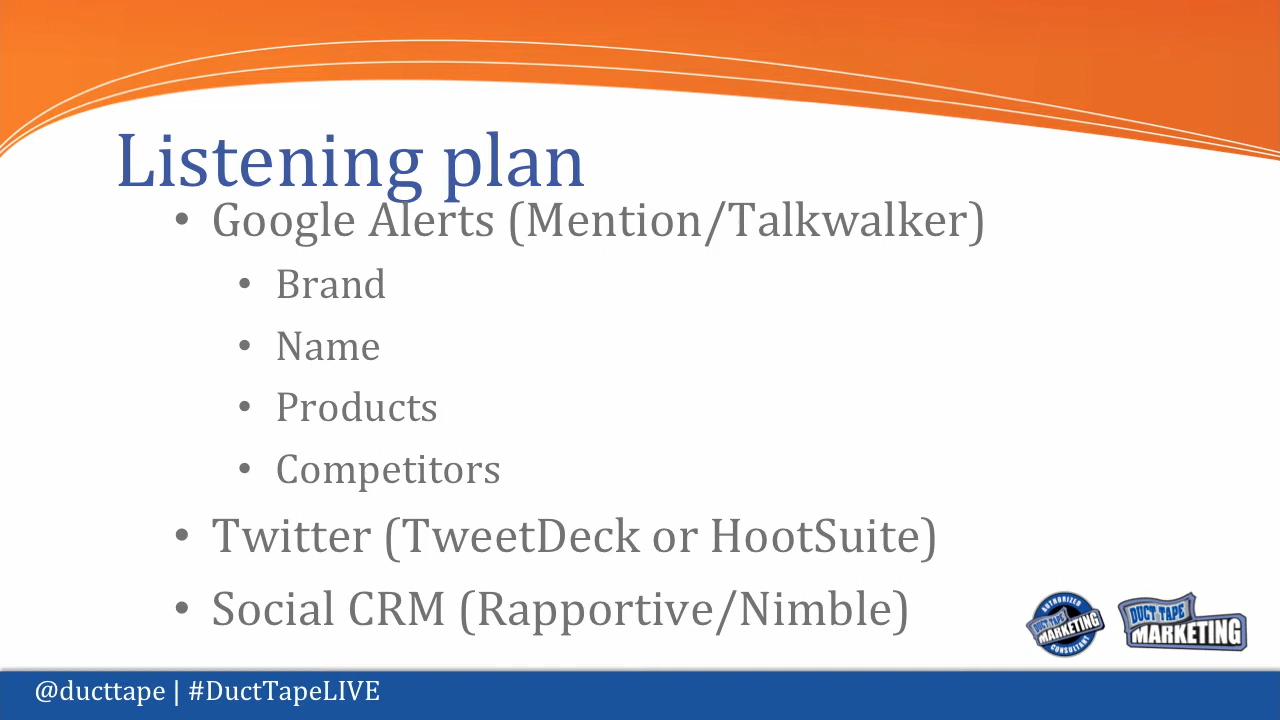 Listening plan
• Google Alerts (Mention/Talkwalker)
• Brand
• Name
• Products
• Competitors
• Twitter (TweetDeck or HootSuite)
• Social CRM (Rapportive/Nimble)
AUTHORIZED
DUCT TAPE
MARKETING
CONSULTANT
DUCT TAPE
MARKETING
@ducttape | #DuctTapeLIVE